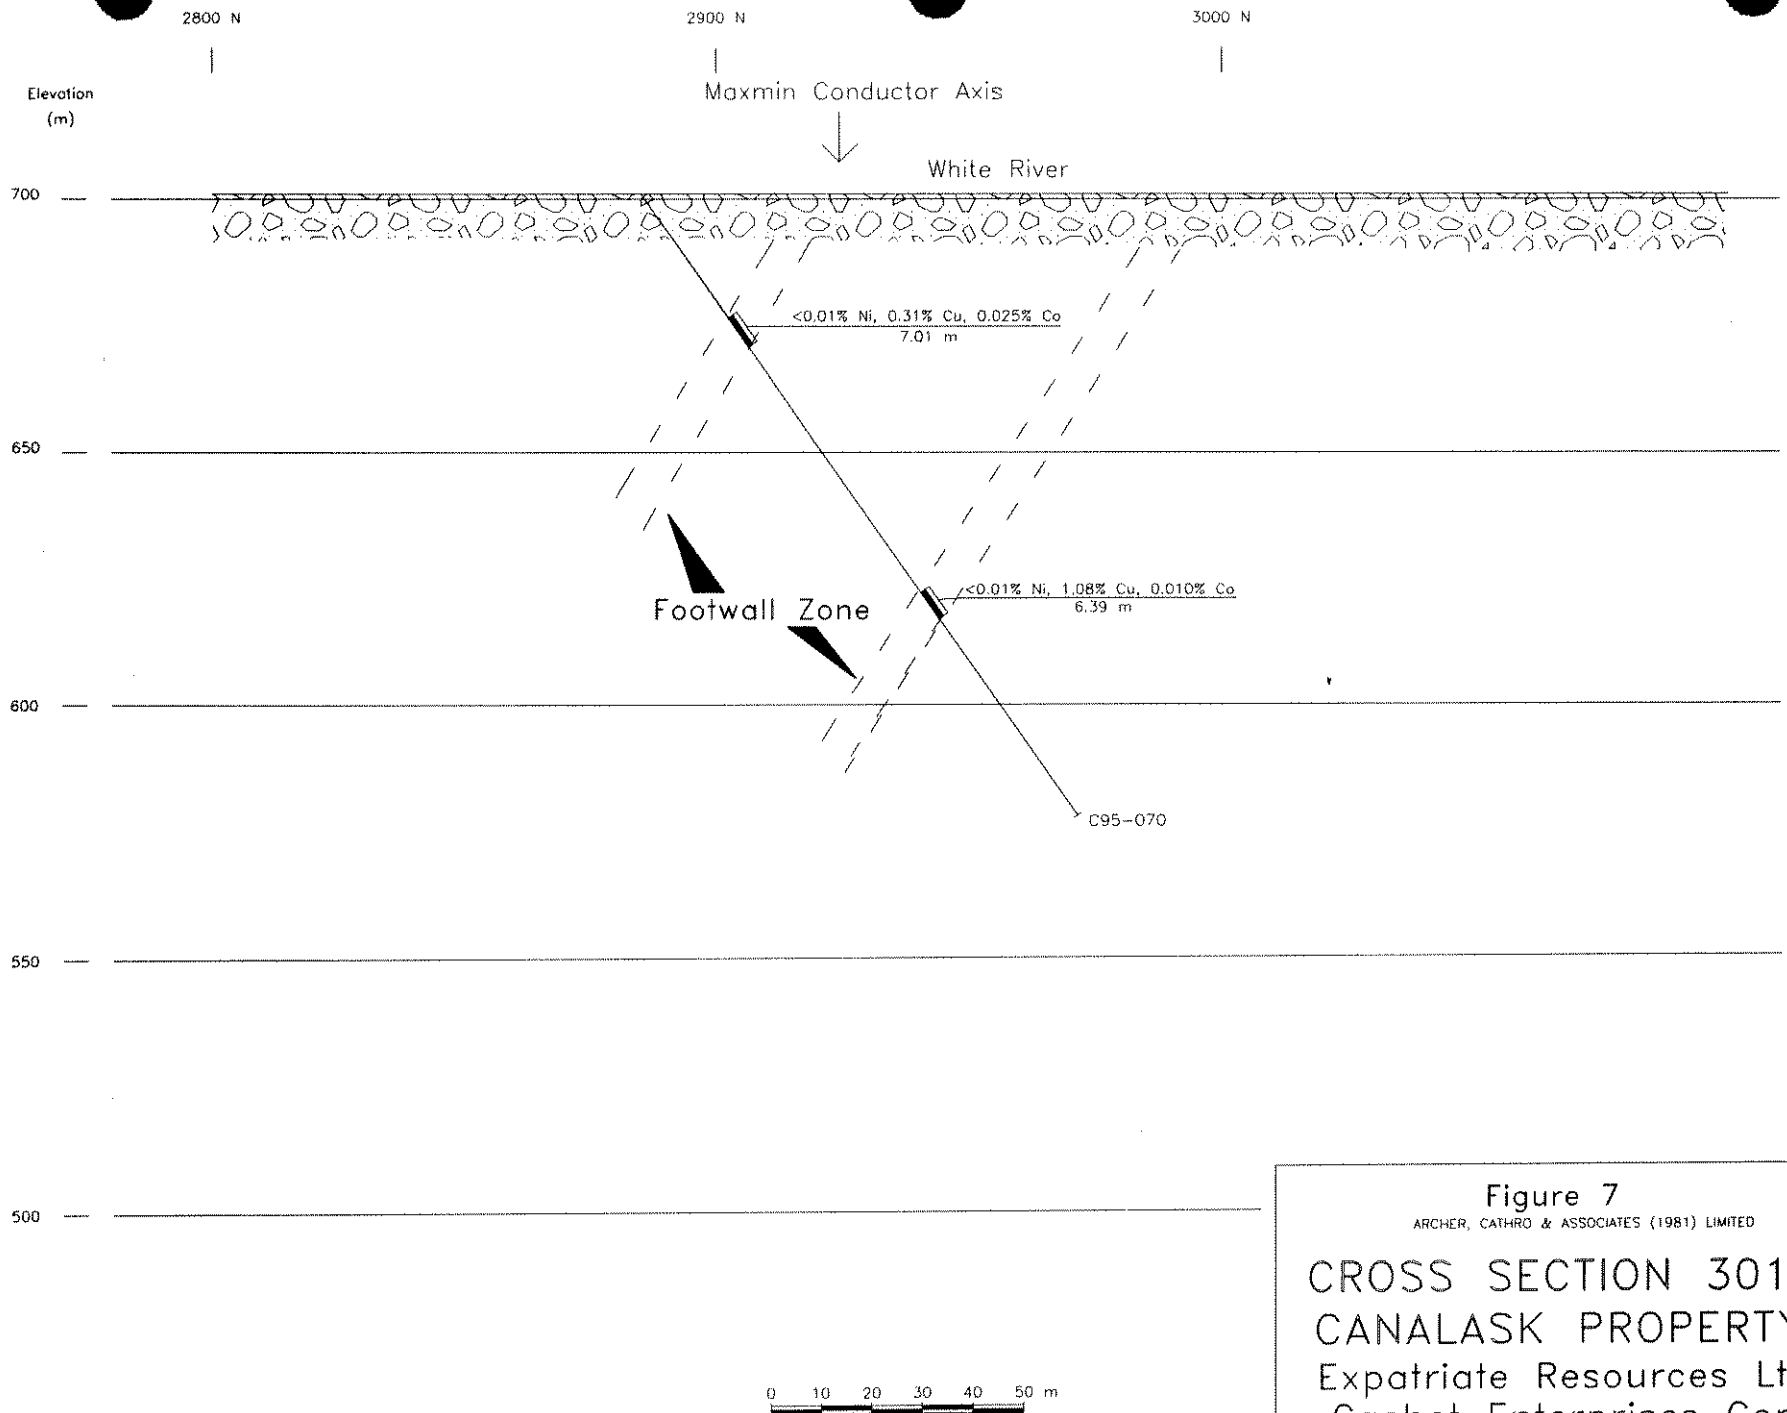 2800 N
2900 N
3000 N
Elevation
(m)
Maxmin Conductor Axis
White River
700
<0.01% Ni, 0.31% Cu, 0.025% Co
7.01 m
650
<0.01% Ni, 1.08% Cu, 0.010% Co
6.39 m
Footwall Zone
600
C95-070
550
500
Figure 7
ARCHER, CATHRO & ASSOCIATES (1981) LIMITED
CROSS SECTION 301
CANALASK PROPERTY
Expatriate Resources Lt
Enterprises
0 10 20 30 40 50 m